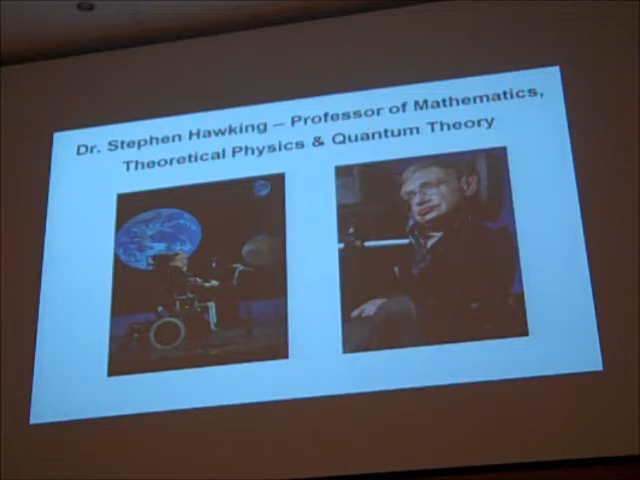 Dr. Stephen Hawking – Professor of Mathematics,
Theoretical Physics & Quantum Theory